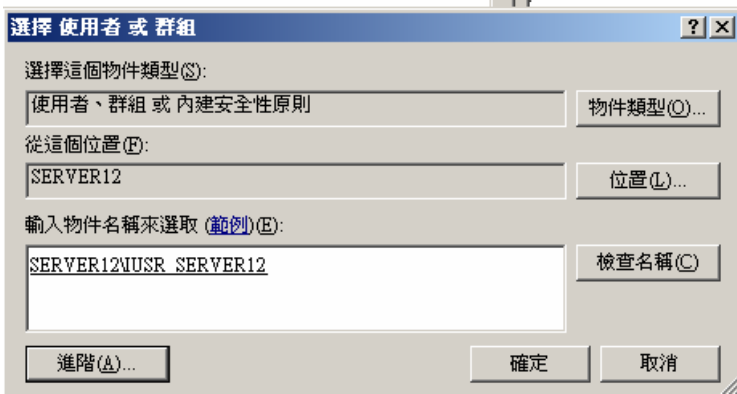 選擇 使用者 或 群組
選擇這個物件類型(S):
使用者、群組 或 內建安全性原則
物件類型(O)...
從這個位置(F):
SERVER12
位置(L)...
輸入物件名稱來選取 (範例)(E):
SERVER12\IUSR_SERVER12
檢查名稱(C)
進階(A)...
確定
取消